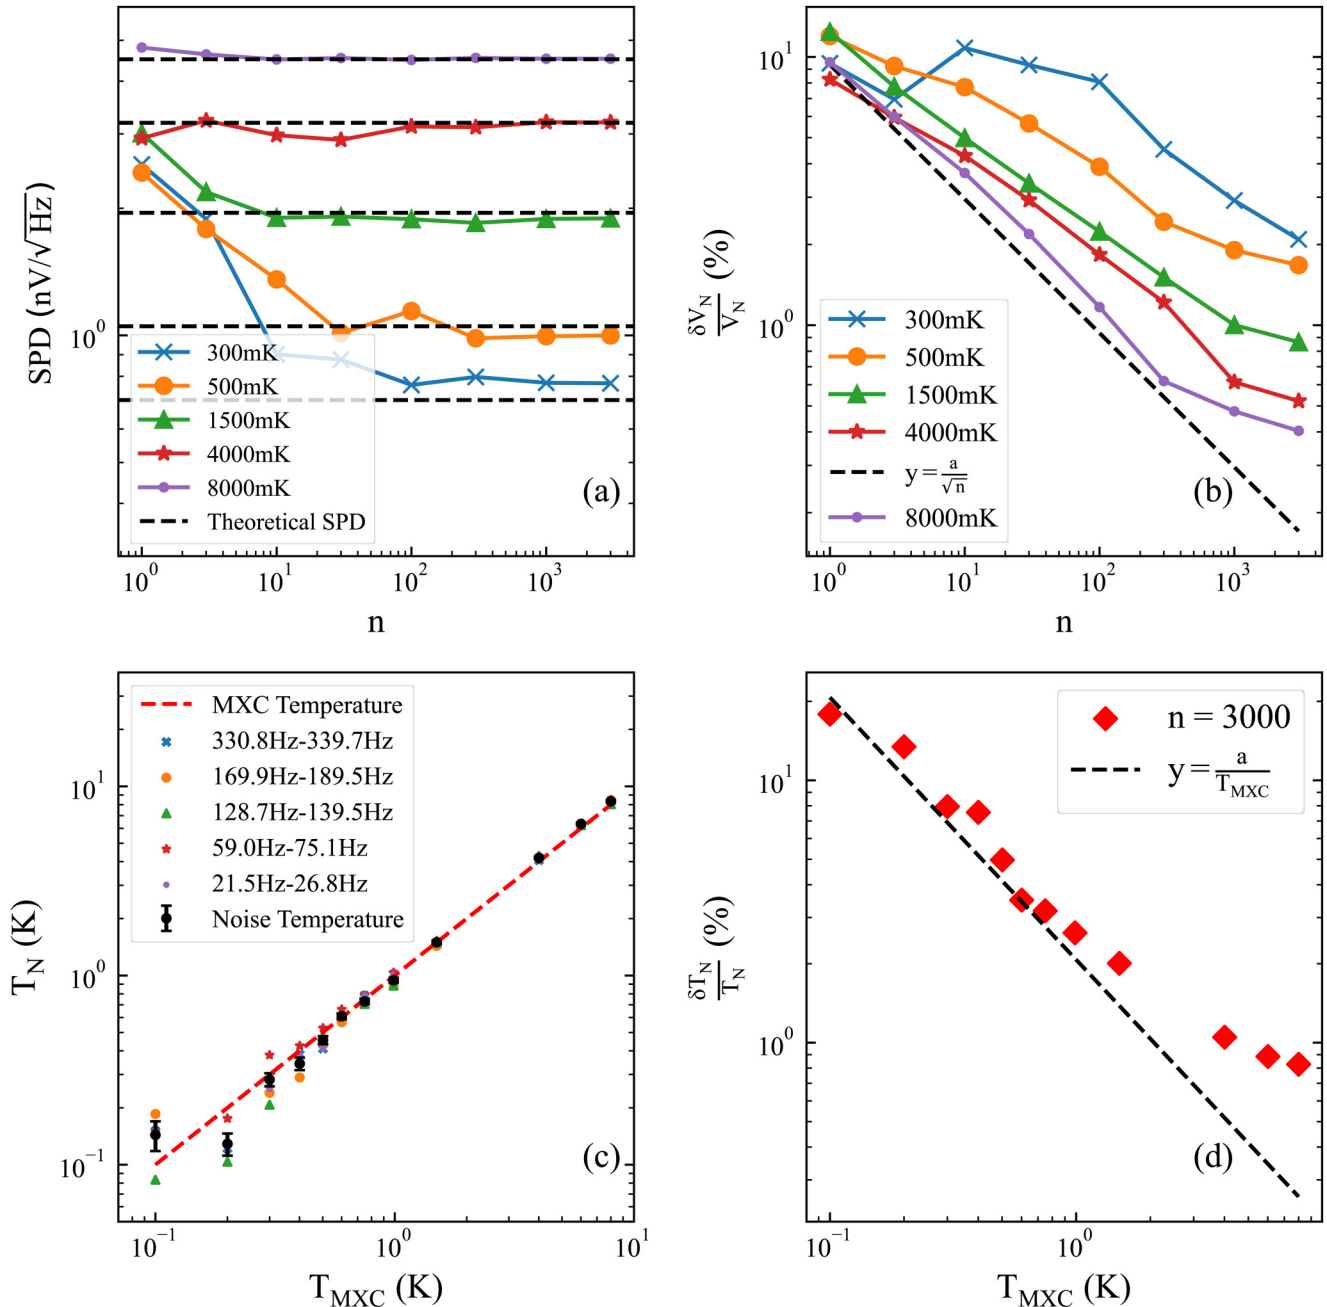 SPD (nV/√Hz)
10⁰
300mK
500mK
1500mK
4000mK
8000mK
Theoretical SPD
(a)
10⁰ 10¹ 10² 10³
n
δV_N/V_N (%)
10¹
10⁰
300mK
500mK
1500mK
4000mK
y = a/√n
8000mK
(b)
10⁰ 10¹ 10² 10³
n
T_N (K)
10¹
10⁰
10⁻¹
MXC Temperature
330.8Hz-339.7Hz
169.9Hz-189.5Hz
128.7Hz-139.5Hz
59.0Hz-75.1Hz
21.5Hz-26.8Hz
Noise Temperature
(c)
10⁻¹ 10⁰ 10¹
T_MXC (K)
δT_N/T_N (%)
10¹
10⁰
n = 3000
y = a/T_MXC
(d)
10⁻¹ 10⁰
T_MXC (K)